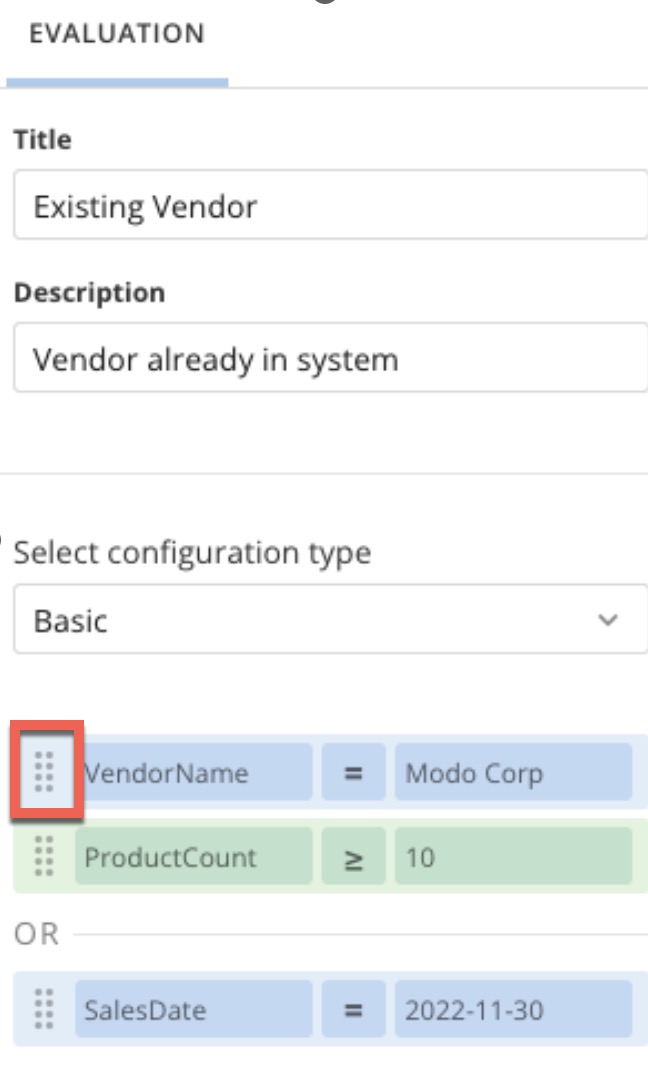 EVALUATION
Title
Existing Vendor
Description
Vendor already in system
Select configuration type
Basic
VendorName = Modo Corp
ProductCount ≥ 10
OR
SalesDate = 2022-11-30